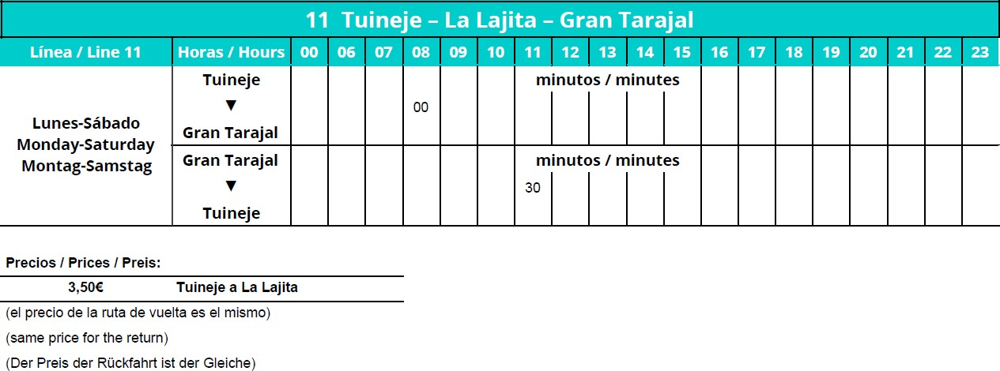 11 Tuineje – La Lajita – Gran Tarajal
Línea / Line 11 Horas / Hours 00 06 07 08 09 10 11 12 13 14 15 16 17 18 19 20 21 22 23
Lunes-Sábado
Monday-Saturday
Montag-Samstag
Tuineje minutos / minutes
▼ 00
Gran Tarajal
Gran Tarajal minutos / minutes
▼ 30
Tuineje
Precios / Prices / Preis:
3,50€ Tuineje a La Lajita
(el precio de la ruta de vuelta es el mismo)
(same price for the return)
(Der Preis der Rückfahrt ist der Gleiche)